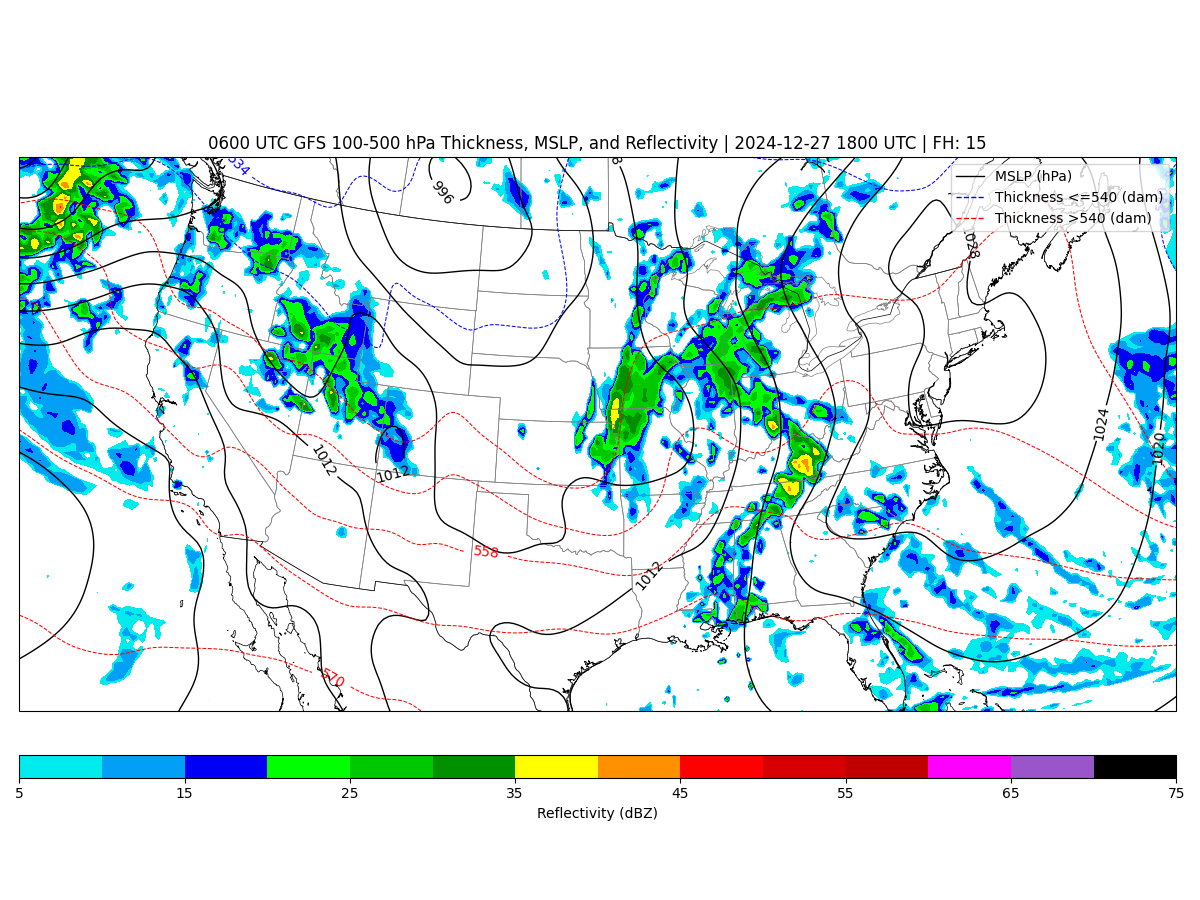 0600 UTC GFS 100-500 hPa Thickness, MSLP, and Reflectivity | 2024-12-27 1800 UTC | FH: 15
534
996
MSLP (hPa)
Thickness <=540 (dam)
Thickness >540 (dam)
1028
1024
1020
1012
1012
558
1012
570
5 15 25 35 45 55 65 75
Reflectivity (dBZ)